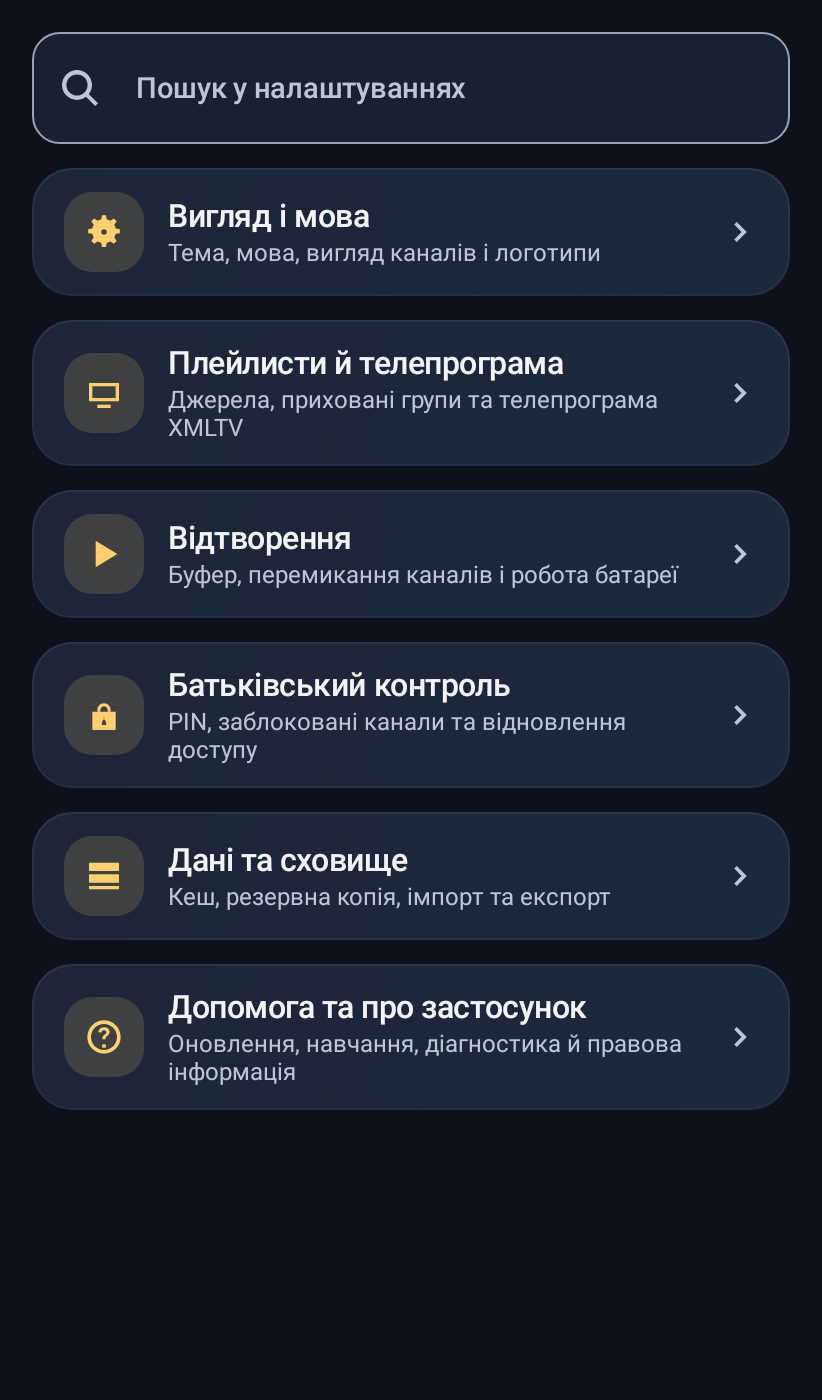 Пошук у налаштуваннях
Вигляд і мова
Тема, мова, вигляд каналів і логотипи
Плейлисти й телепрограма
Джерела, приховані групи та телепрограма
XMLTV
Відтворення
Буфер, перемикання каналів і робота батареї
Батьківський контроль
PIN, заблоковані канали та відновлення
доступу
Дані та сховище
Кеш, резервна копія, імпорт та експорт
Допомога та про застосунок
Оновлення, навчання, діагностика й правова
інформація